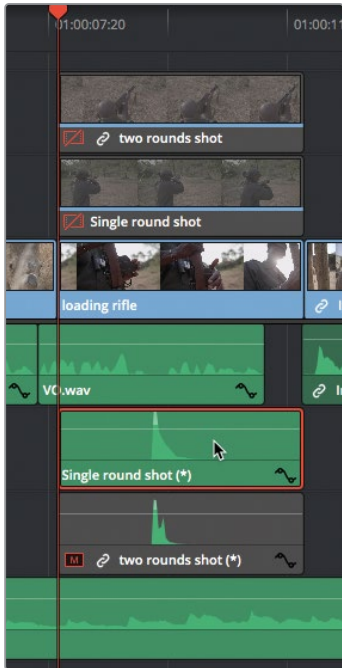 01:00:07:20
01:00:11
two rounds shot
Single round shot
loading rifle
VO.wav
Single round shot (*)
M
two rounds shot (*)